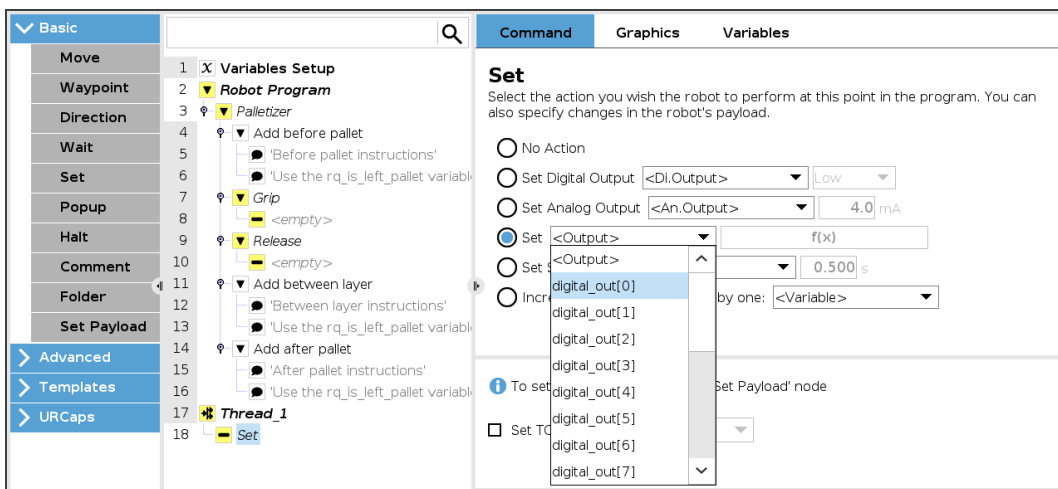 Basic
Move
Waypoint
Direction
Wait
Set
Popup
Halt
Comment
Folder
Set Payload
Advanced
Templates
URCaps
1 X Variables Setup
2 Robot Program
3 Palletizer
4 Add before pallet
5 'Before pallet instructions'
6 'Use the rq_is_left_pallet variabl
7 Grip
8 <empty>
9 Release
10 <empty>
11 Add between layer
12 'Between layer instructions'
13 'Use the rq_is_left_pallet variabl
14 Add after pallet
15 'After pallet instructions'
16 'Use the rq_is_left_pallet variabl
17 Thread_1
18 Set
Command Graphics Variables
Set
Select the action you wish the robot to perform at this point in the program. You can
also specify changes in the robot's payload.
No Action
Set Digital Output <Di.Output> Low
Set Analog Output <An.Output> 4.0 mA
Set <Output> f(x)
<Output>
Set S 0.500 s
digital_out[0]
Incre by one: <Variable>
digital_out[1]
digital_out[2]
digital_out[3]
To set Set Payload' node
digital_out[4]
digital_out[5]
Set TC
digital_out[6]
digital_out[7]